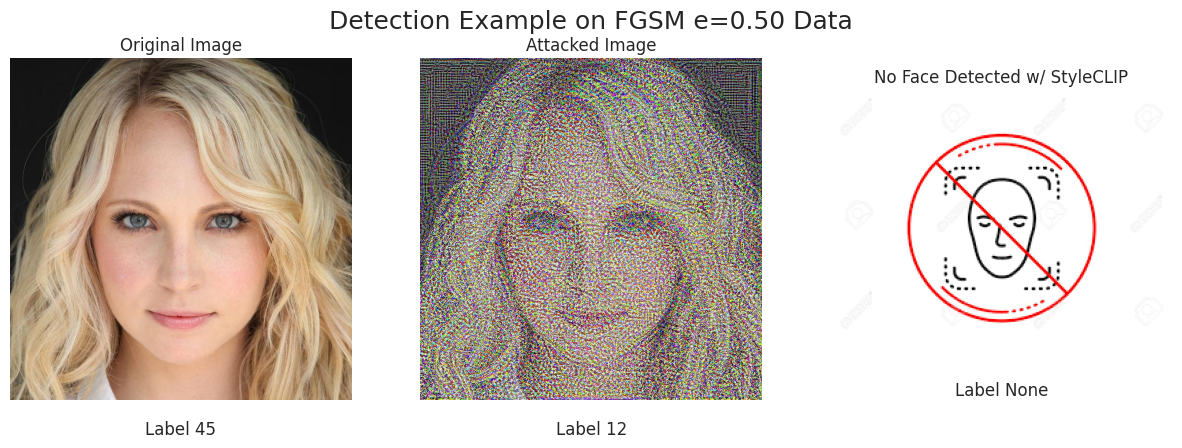 Detection Example on FGSM e=0.50 Data
Original Image
Attacked Image
No Face Detected w/ StyleCLIP
Label 45
Label 12
Label None